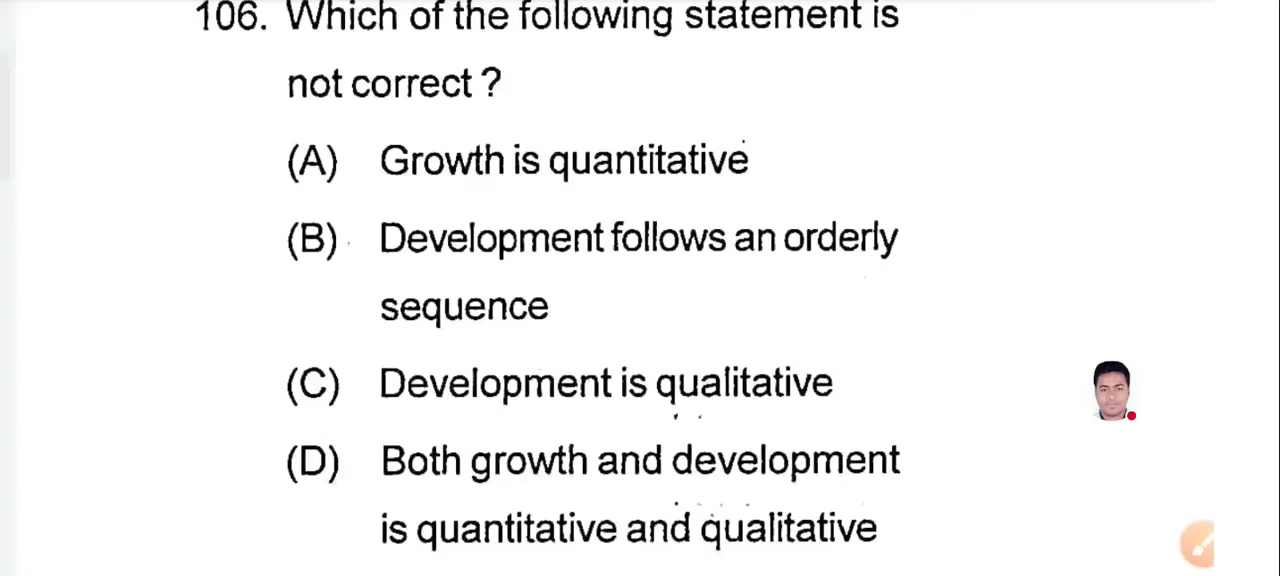 106. Which of the following statement is
not correct ?
(A) Growth is quantitative
(B) Development follows an orderly
sequence
(C) Development is qualitative
(D) Both growth and development
is quantitative and qualitative